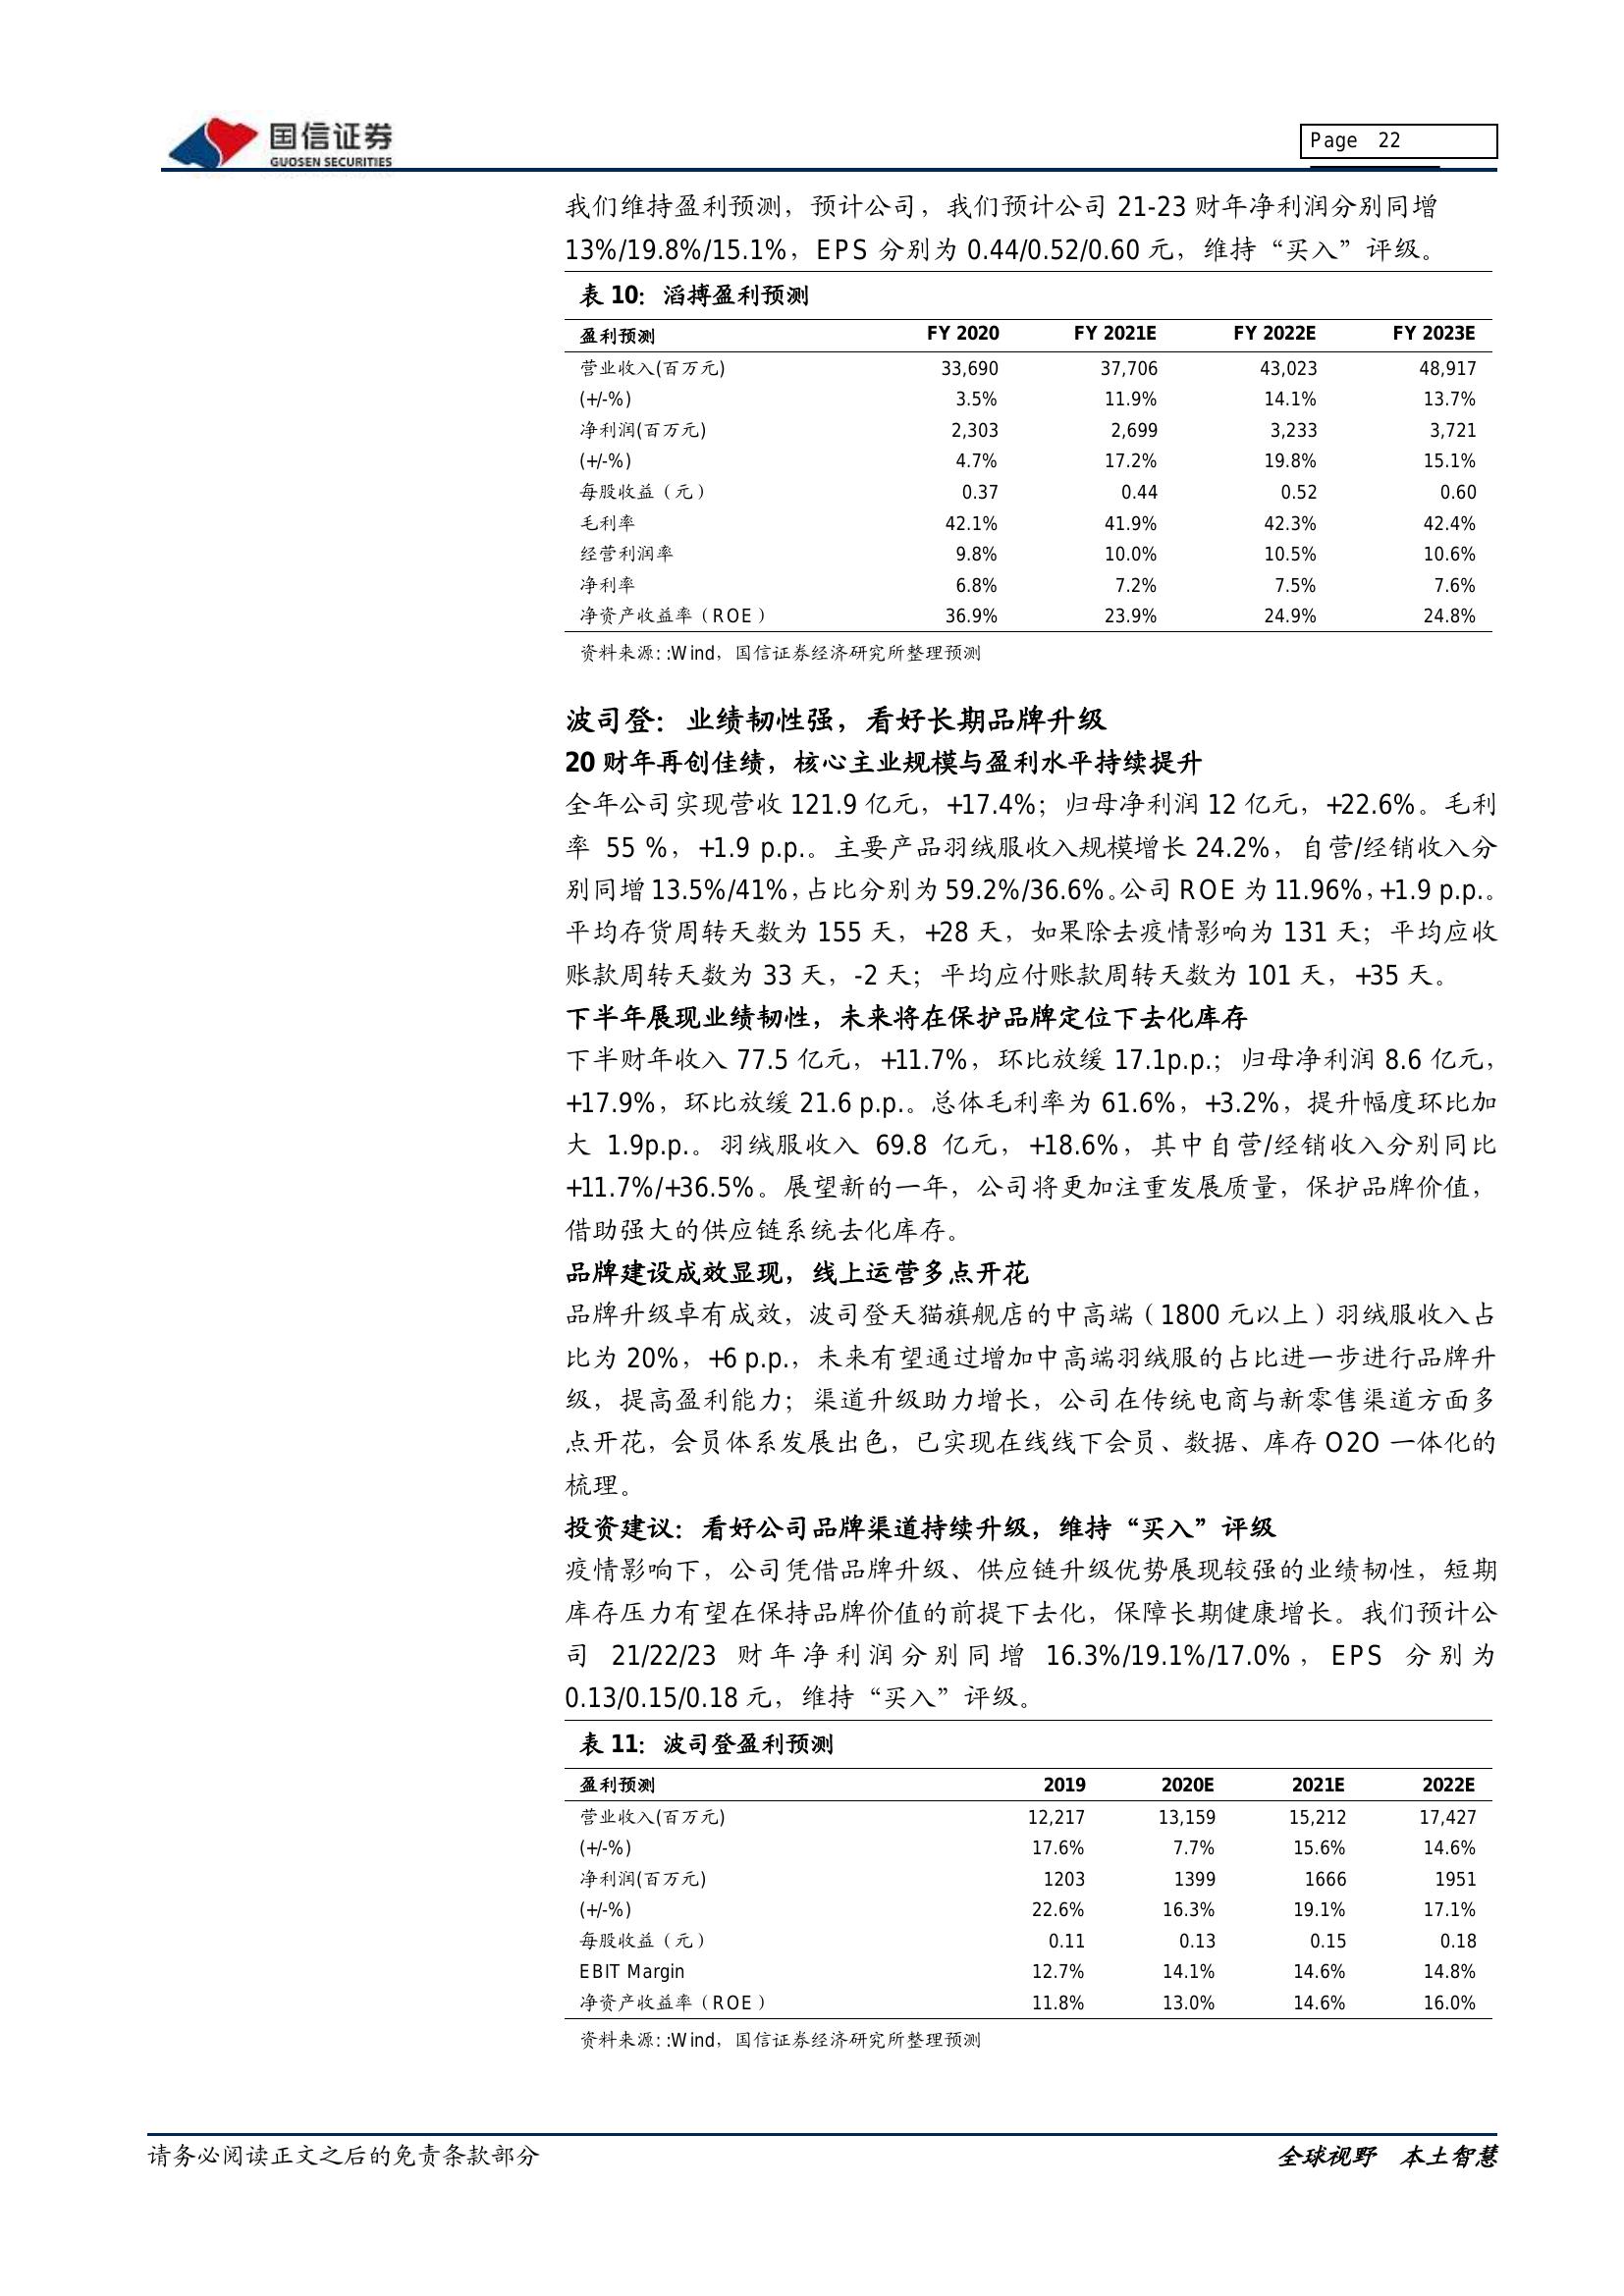 国信证券
GUOSEN SECURITIES
Page 22
我们维持盈利预测，预计公司，我们预计公司 21-23 财年净利润分别同增
13%/19.8%/15.1%，EPS 分别为 0.44/0.52/0.60 元，维持“买入”评级。
表 10：滔搏盈利预测
盈利预测 FY 2020 FY 2021E FY 2022E FY 2023E
营业收入(百万元) 33,690 37,706 43,023 48,917
(+/-%) 3.5% 11.9% 14.1% 13.7%
净利润(百万元) 2,303 2,699 3,233 3,721
(+/-%) 4.7% 17.2% 19.8% 15.1%
每股收益（元） 0.37 0.44 0.52 0.60
毛利率 42.1% 41.9% 42.3% 42.4%
经营利润率 9.8% 10.0% 10.5% 10.6%
净利率 6.8% 7.2% 7.5% 7.6%
净资产收益率（ROE） 36.9% 23.9% 24.9% 24.8%
资料来源: :Wind，国信证券经济研究所整理预测
波司登：业绩韧性强，看好长期品牌升级
20 财年再创佳绩，核心主业规模与盈利水平持续提升
全年公司实现营收 121.9 亿元，+17.4%；归母净利润 12 亿元，+22.6%。毛利
率 55 %，+1.9 p.p.。主要产品羽绒服收入规模增长 24.2%，自营/经销收入分
别同增 13.5%/41%，占比分别为 59.2%/36.6%。公司 ROE 为 11.96%，+1.9 p.p.。
平均存货周转天数为 155 天，+28 天，如果除去疫情影响为 131 天；平均应收
账款周转天数为 33 天，-2 天；平均应付账款周转天数为 101 天，+35 天。
下半年展现业绩韧性，未来将在保护品牌定位下去化库存
下半财年收入 77.5 亿元，+11.7%，环比放缓 17.1p.p.；归母净利润 8.6 亿元，
+17.9%，环比放缓 21.6 p.p.。总体毛利率为 61.6%，+3.2%，提升幅度环比加
大 1.9p.p.。羽绒服收入 69.8 亿元，+18.6%，其中自营/经销收入分别同比
+11.7%/+36.5%。展望新的一年，公司将更加注重发展质量，保护品牌价值，
借助强大的供应链系统去化库存。
品牌建设成效显现，线上运营多点开花
品牌升级卓有成效，波司登天猫旗舰店的中高端（1800 元以上）羽绒服收入占
比为 20%，+6 p.p.，未来有望通过增加中高端羽绒服的占比进一步进行品牌升
级，提高盈利能力；渠道升级助力增长，公司在传统电商与新零售渠道方面多
点开花，会员体系发展出色，已实现在线线下会员、数据、库存 O2O 一体化的
梳理。
投资建议：看好公司品牌渠道持续升级，维持“买入”评级
疫情影响下，公司凭借品牌升级、供应链升级优势展现较强的业绩韧性，短期
库存压力有望在保持品牌价值的前提下去化，保障长期健康增长。我们预计公
司 21/22/23 财年净利润分别同增 16.3%/19.1%/17.0%，EPS 分别为
0.13/0.15/0.18 元，维持“买入”评级。
表 11：波司登盈利预测
盈利预测 2019 2020E 2021E 2022E
营业收入(百万元) 12,217 13,159 15,212 17,427
(+/-%) 17.6% 7.7% 15.6% 14.6%
净利润(百万元) 1203 1399 1666 1951
(+/-%) 22.6% 16.3% 19.1% 17.1%
每股收益（元） 0.11 0.13 0.15 0.18
EBIT Margin 12.7% 14.1% 14.6% 14.8%
净资产收益率（ROE） 11.8% 13.0% 14.6% 16.0%
资料来源: :Wind，国信证券经济研究所整理预测
请务必阅读正文之后的免责条款部分 全球视野 本土智慧